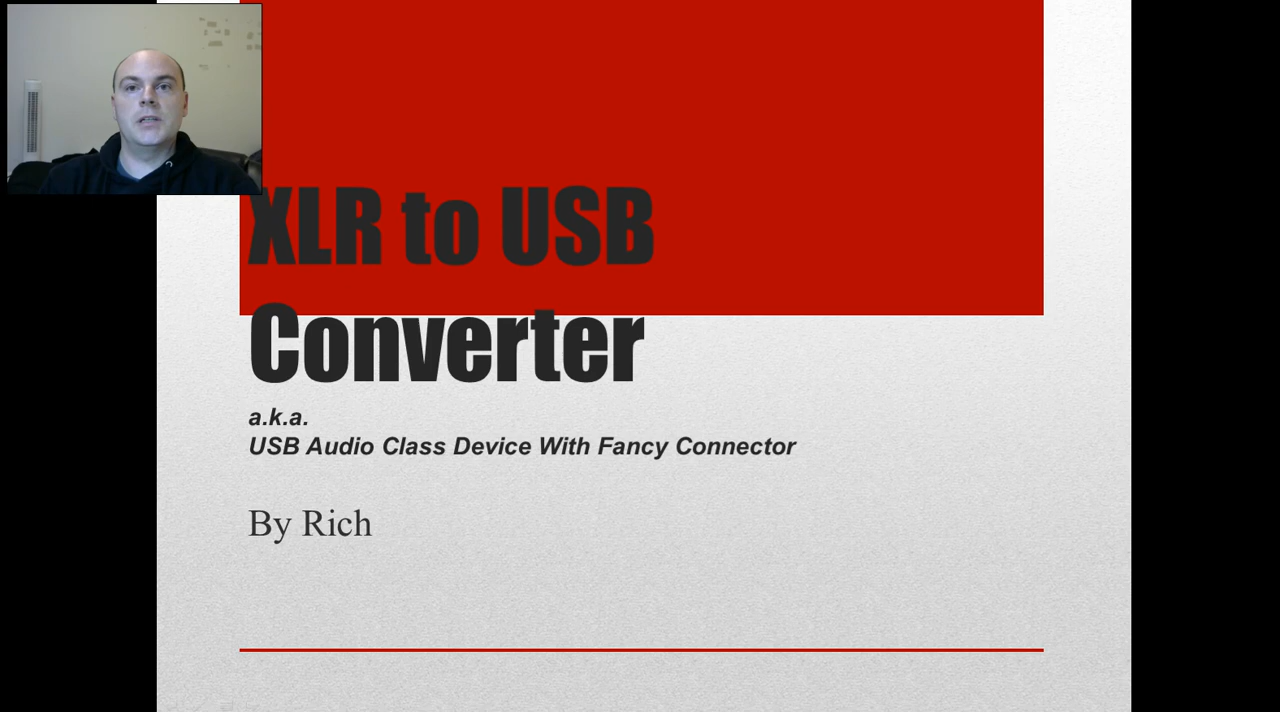 XLR to USB
Converter
a.k.a.
USB Audio Class Device With Fancy Connector
By Rich